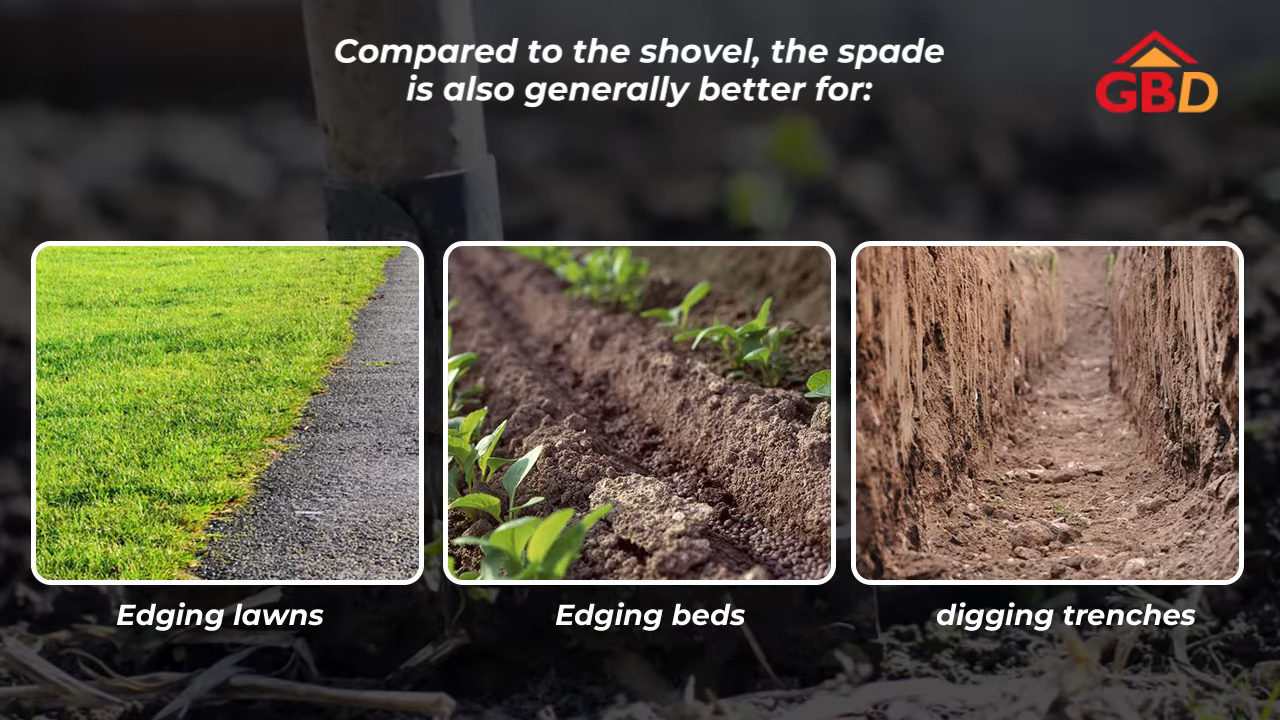 Compared to the shovel, the spade
is also generally better for:
GBD
Edging lawns
Edging beds
digging trenches